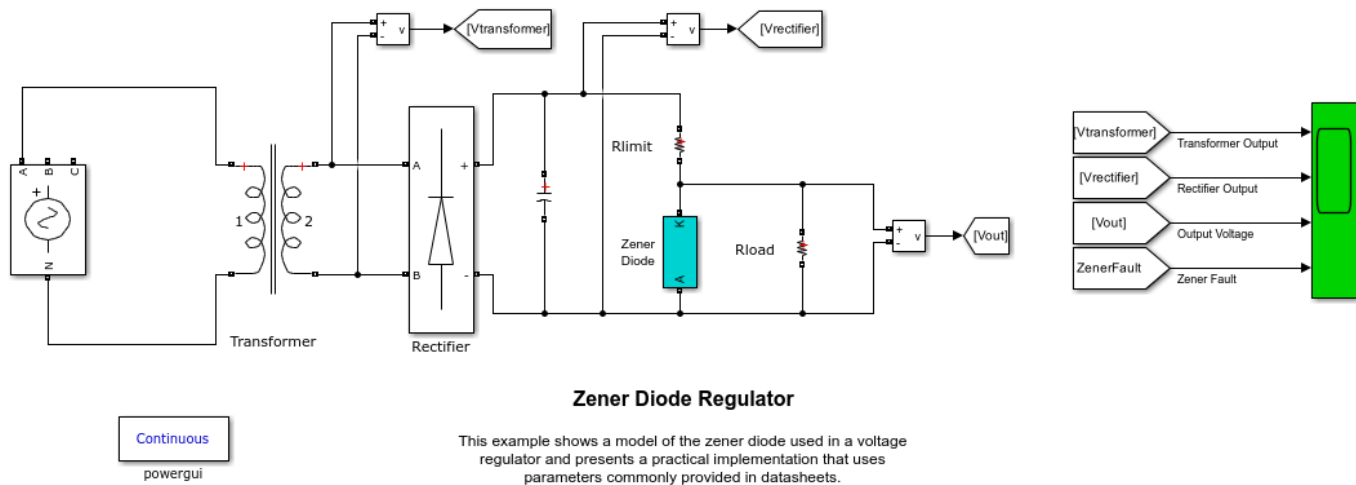 +
-
v
[Vtransformer]
+
-
v
[Vrectifier]
A
B
C
+
N
+
1
+
2
Transformer
A
B
+
-
Rectifier
+
Rlimit
K
A
Zener
Diode
Rload
+
-
v
[Vout]
[Vtransformer]
Transformer Output
[Vrectifier]
Rectifier Output
[Vout]
Output Voltage
ZenerFault
Zener Fault
Continuous
powergui
Zener Diode Regulator
This example shows a model of the zener diode used in a voltage
regulator and presents a practical implementation that uses
parameters commonly provided in datasheets.